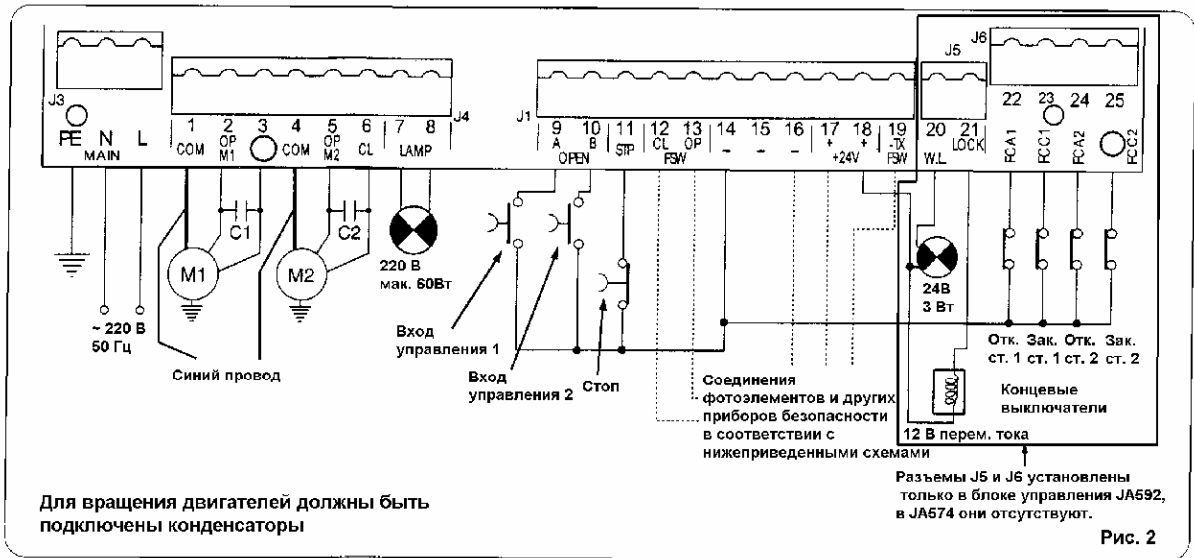 J3
J4
J1
J5
J6
PE N L
MAIN
1 2 3 4 5 6 7 8
COM OP M1 COM OP M2 CL LAMP
9 10 11 12 13 14 15 16 17 18 19 20 21
A B STP CL OP - - - + + -TX W.L LOCK
OPEN FSW +24V FSW
22 23 24 25
FCA1 FCC1 FCA2 FCC2
C1
C2
M1
M2
220 В
мак. 60Вт
~ 220 В
50 Гц
Синий провод
Вход
управления 1
Вход
управления 2
Стоп
Соединения
фотоэлементов и других
приборов безопасности
в соответствии с
нижеприведенными схемами
24В
3 Вт
12 В перем. тока
Отк. Зак. Отк. Зак.
ст. 1 ст. 1 ст. 2 ст. 2
Концевые
выключатели
Разъемы J5 и J6 установлены
только в блоке управления JA592,
в JA574 они отсутствуют.
Для вращения двигателей должны быть
подключены конденсаторы
Рис. 2